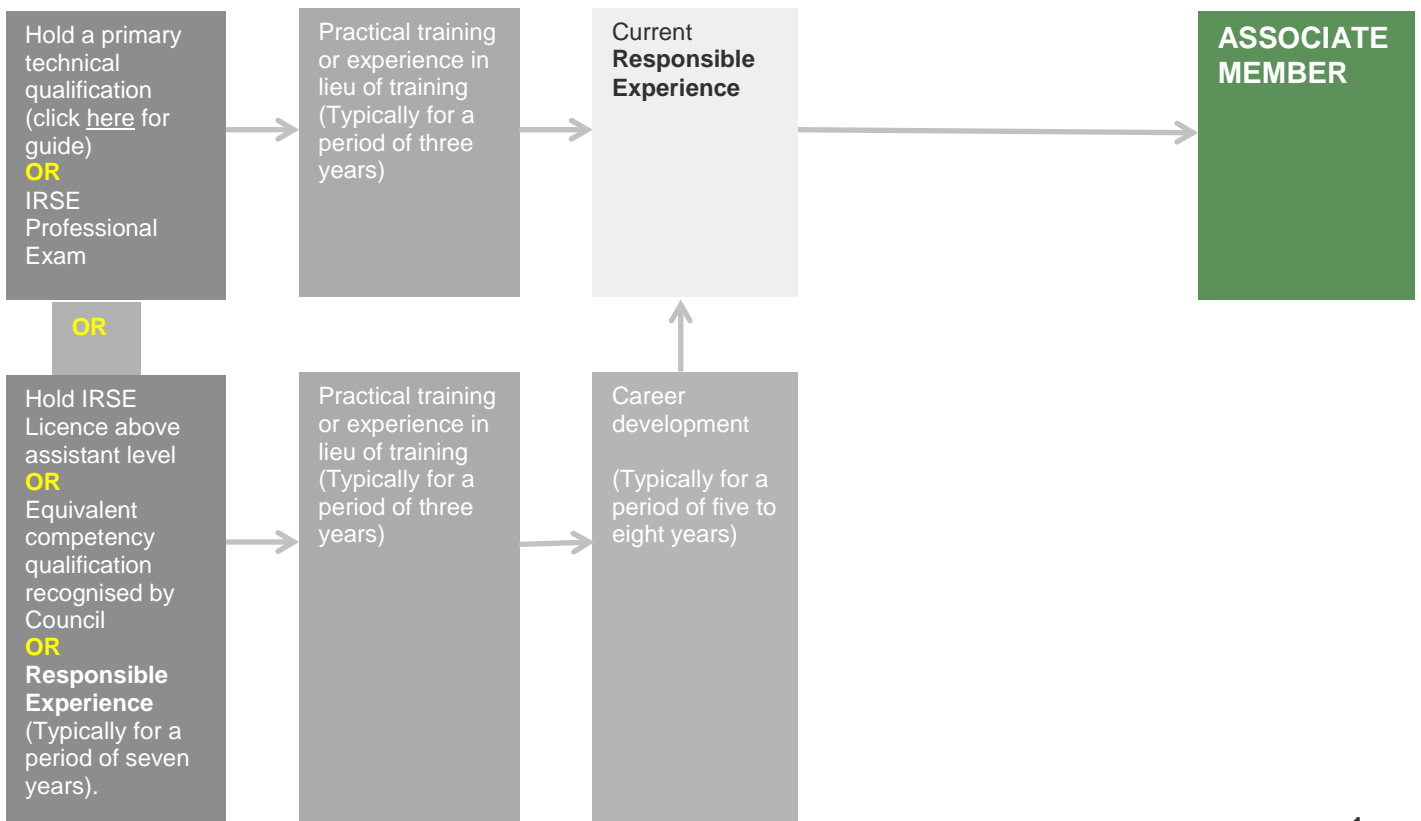 Hold a primary
technical
qualification
(click here for
guide)
OR
IRSE
Professional
Exam
Practical training
or experience in
lieu of training
(Typically for a
period of three
years)
Current
Responsible
Experience
ASSOCIATE
MEMBER
OR
Hold IRSE
Licence above
assistant level
OR
Equivalent
competency
qualification
recognised by
Council
OR
Responsible
Experience
(Typically for a
period of seven
years).
Practical training
or experience in
lieu of training
(Typically for a
period of three
years)
Career
development
(Typically for a
period of five to
eight years)